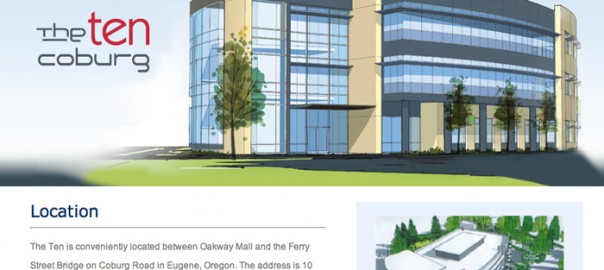 The ten
coburg
Location
The Ten is conveniently located between Oakway Mall and the Ferry
Street Bridge on Coburg Road in Eugene, Oregon. The address is 10